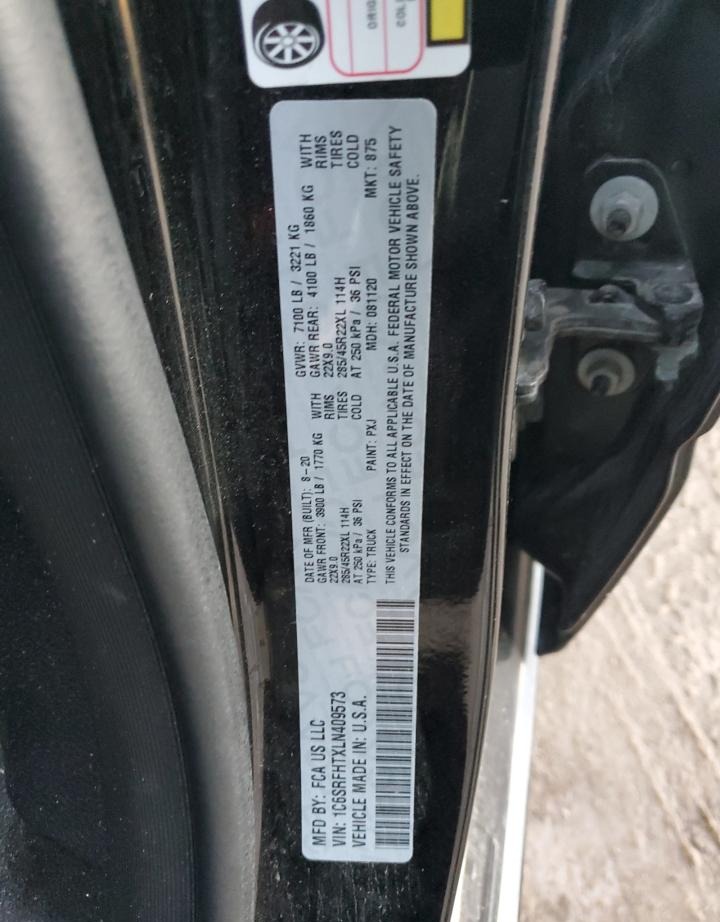 ORIG
MFD BY: FCA US LLC
VIN: 1C6SRFHTXLN409573
VEHICLE MADE IN: U.S.A.
DATE OF MFR (BUILT): 8-20 GVWR: 7100 LB / 3221 KG
GAWR FRONT: 3900 LB / 1770 KG WITH GAWR REAR: 4100 LB / 1860 KG WITH
22X9.0 RIMS 22X9.0 RIMS
285/45R22XL 114H TIRES 285/45R22XL 114H TIRES
AT 250 kPa / 36 PSI COLD AT 250 kPa / 36 PSI COLD
TYPE: TRUCK PAINT: PXJ MDH: 081120 MKT: 875
THIS VEHICLE CONFORMS TO ALL APPLICABLE U.S.A. FEDERAL MOTOR VEHICLE SAFETY
STANDARDS IN EFFECT ON THE DATE OF MANUFACTURE SHOWN ABOVE.